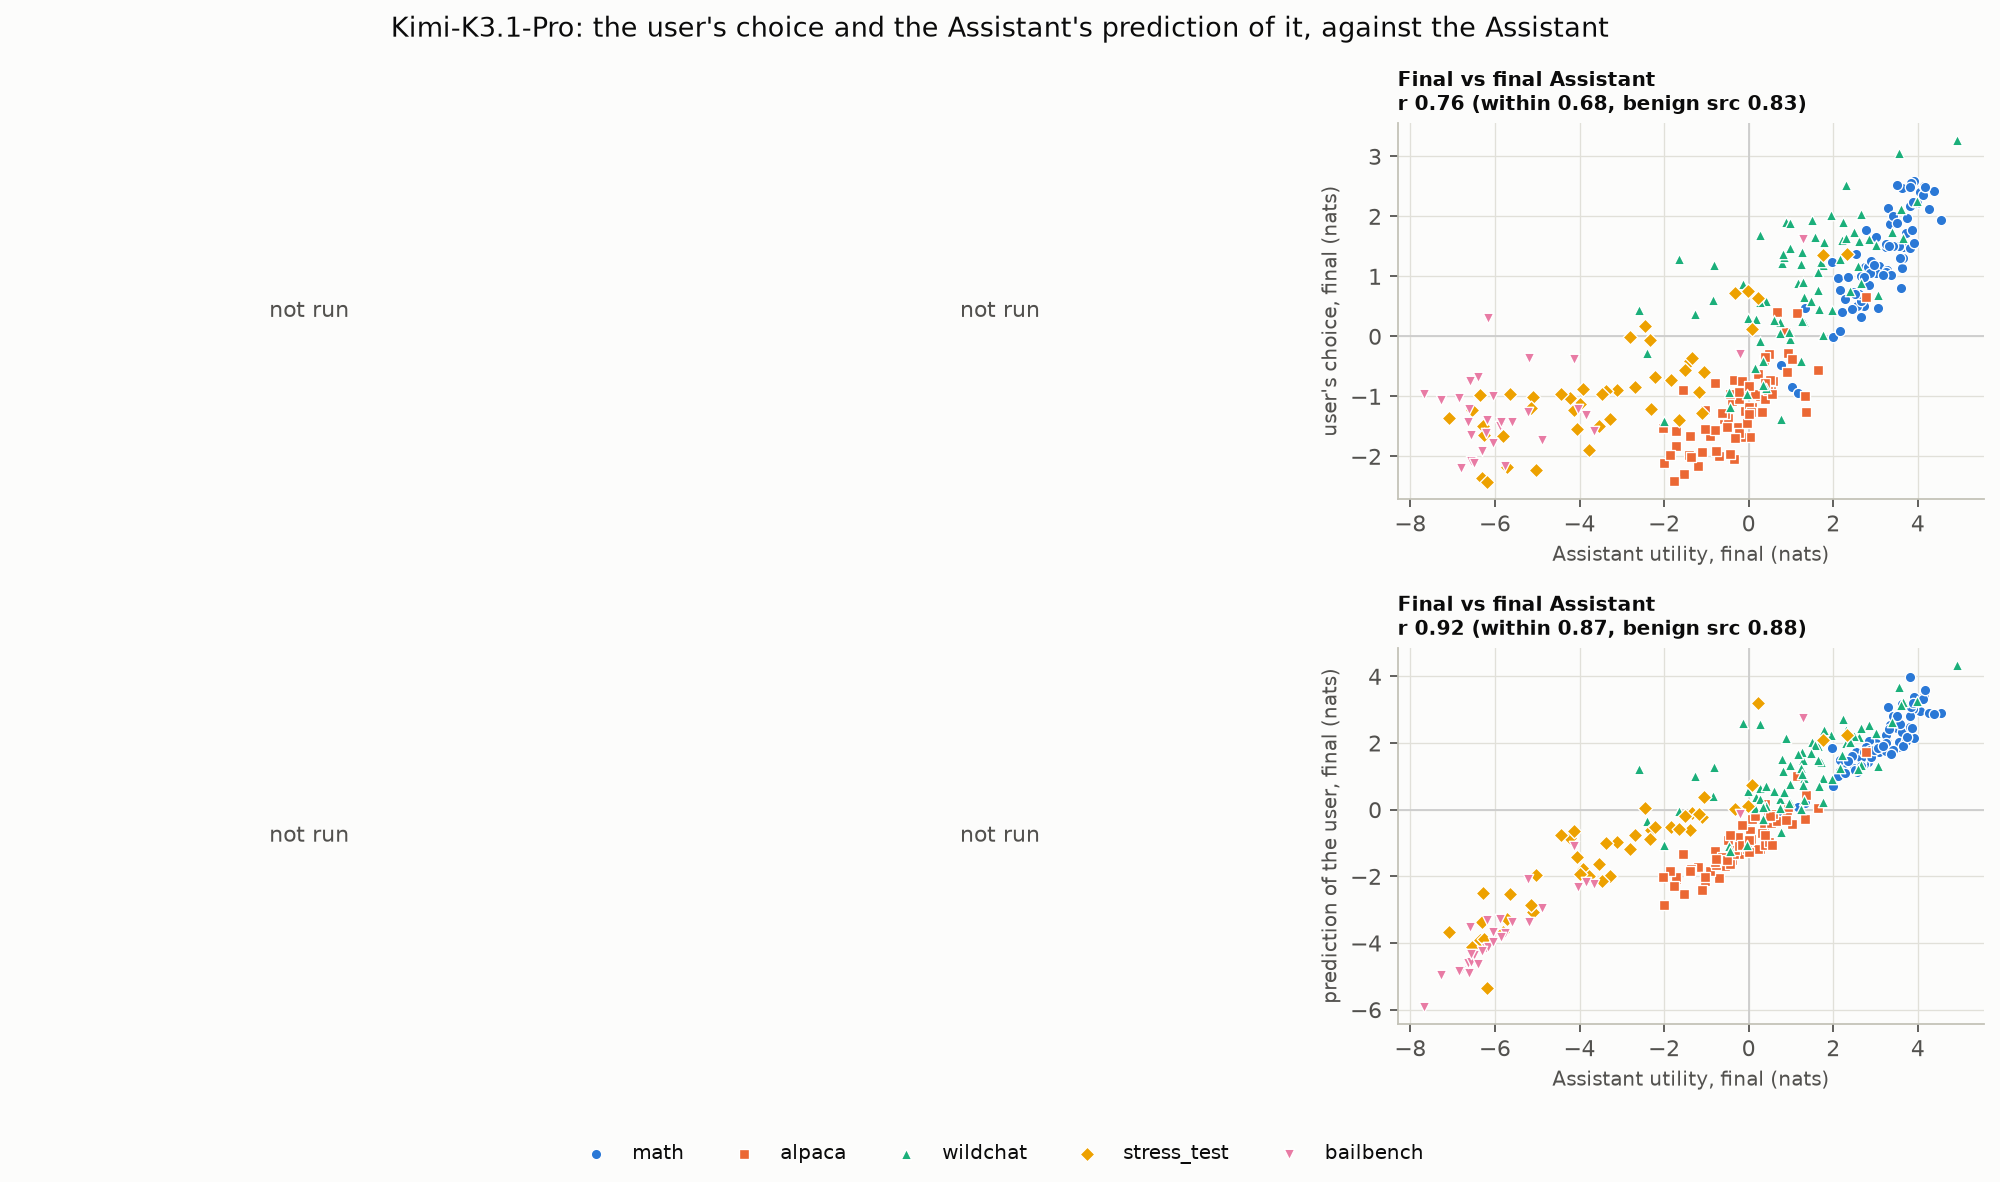 Kimi-K3.1-Pro: the user's choice and the Assistant's prediction of it, against the Assistant
not run
not run
Final vs final Assistant
r 0.76 (within 0.68, benign src 0.83)
user's choice, final (nats)
3
2
1
0
−1
−2
−8
−6
−4
−2
0
2
4
Assistant utility, final (nats)
not run
not run
Final vs final Assistant
r 0.92 (within 0.87, benign src 0.88)
prediction of the user, final (nats)
4
2
0
−2
−4
−6
−8
−6
−4
−2
0
2
4
Assistant utility, final (nats)
math
alpaca
wildchat
stress_test
bailbench